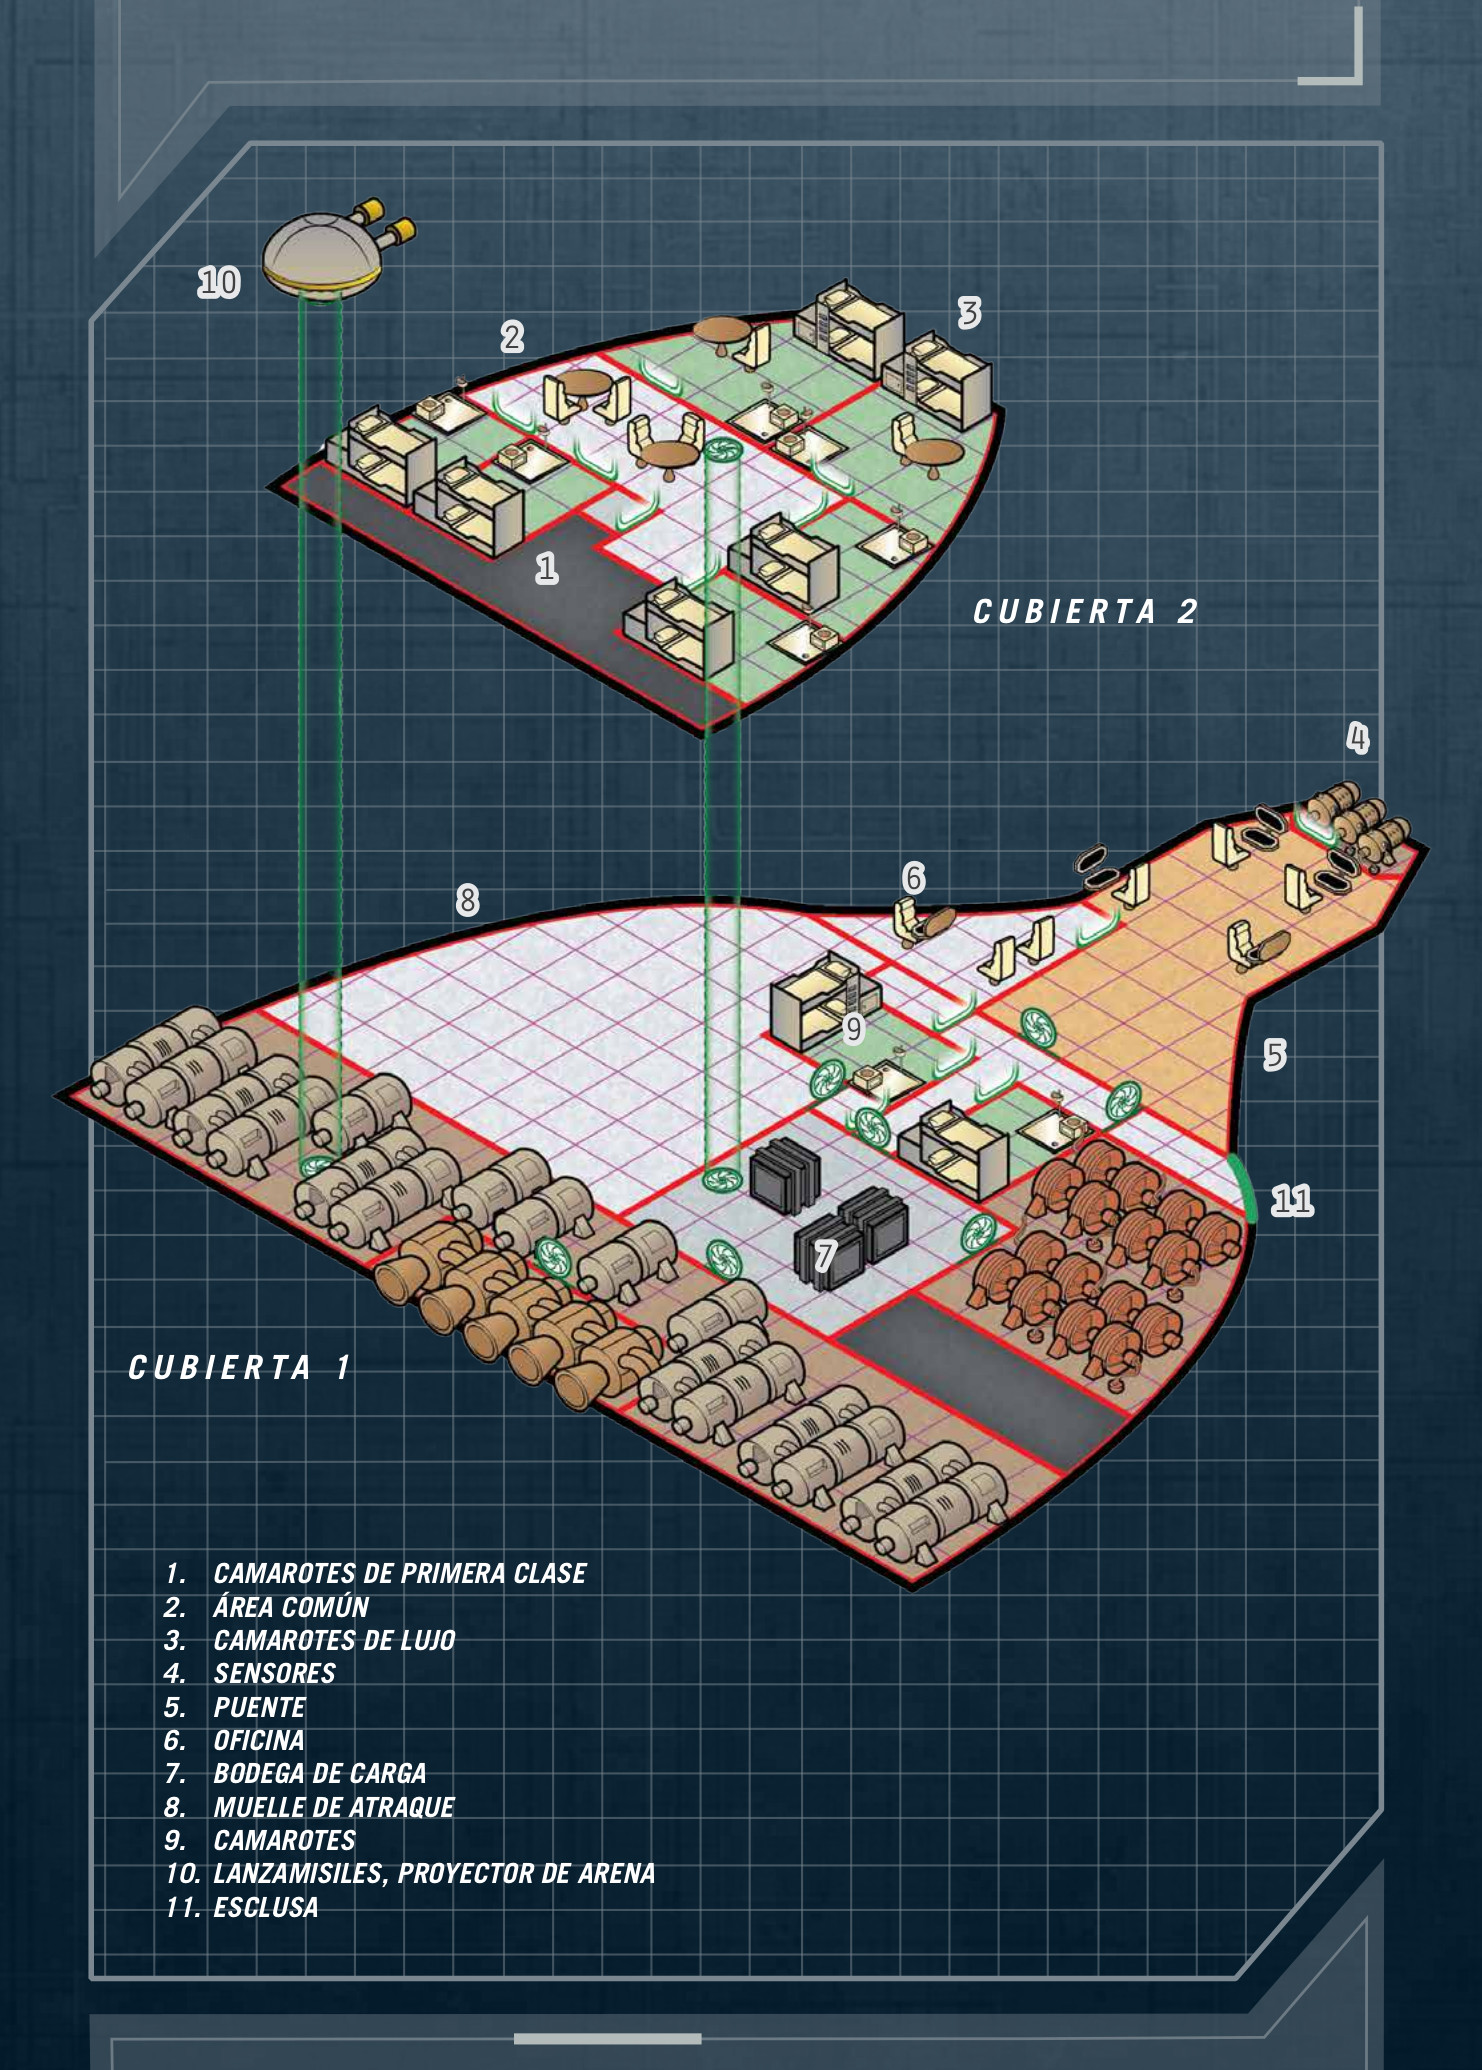 10
2
3
1
CUBIERTA 2
4
6
8
9
5
11
7
CUBIERTA 1
1. CAMAROTES DE PRIMERA CLASE
2. ÁREA COMÚN
3. CAMAROTES DE LUJO
4. SENSORES
5. PUENTE
6. OFICINA
7. BODEGA DE CARGA
8. MUELLE DE ATRAQUE
9. CAMAROTES
10. LANZAMISILES, PROYECTOR DE ARENA
11. ESCLUSA